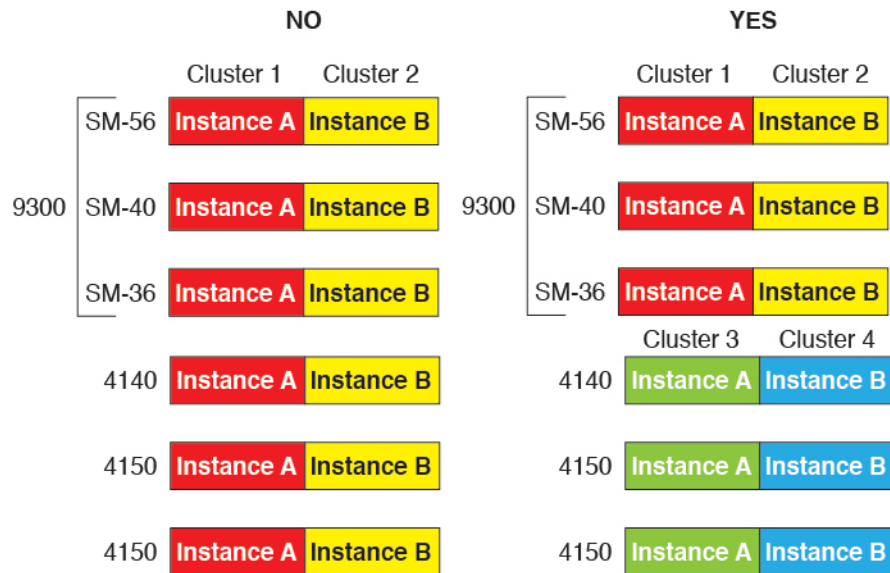 NO YES
Cluster 1 Cluster 2 Cluster 1 Cluster 2
SM-56 Instance A Instance B SM-56 Instance A Instance B
9300 SM-40 Instance A Instance B 9300 SM-40 Instance A Instance B
SM-36 Instance A Instance B SM-36 Instance A Instance B
Cluster 3 Cluster 4
4140 Instance A Instance B 4140 Instance A Instance B
4150 Instance A Instance B 4150 Instance A Instance B
4150 Instance A Instance B 4150 Instance A Instance B